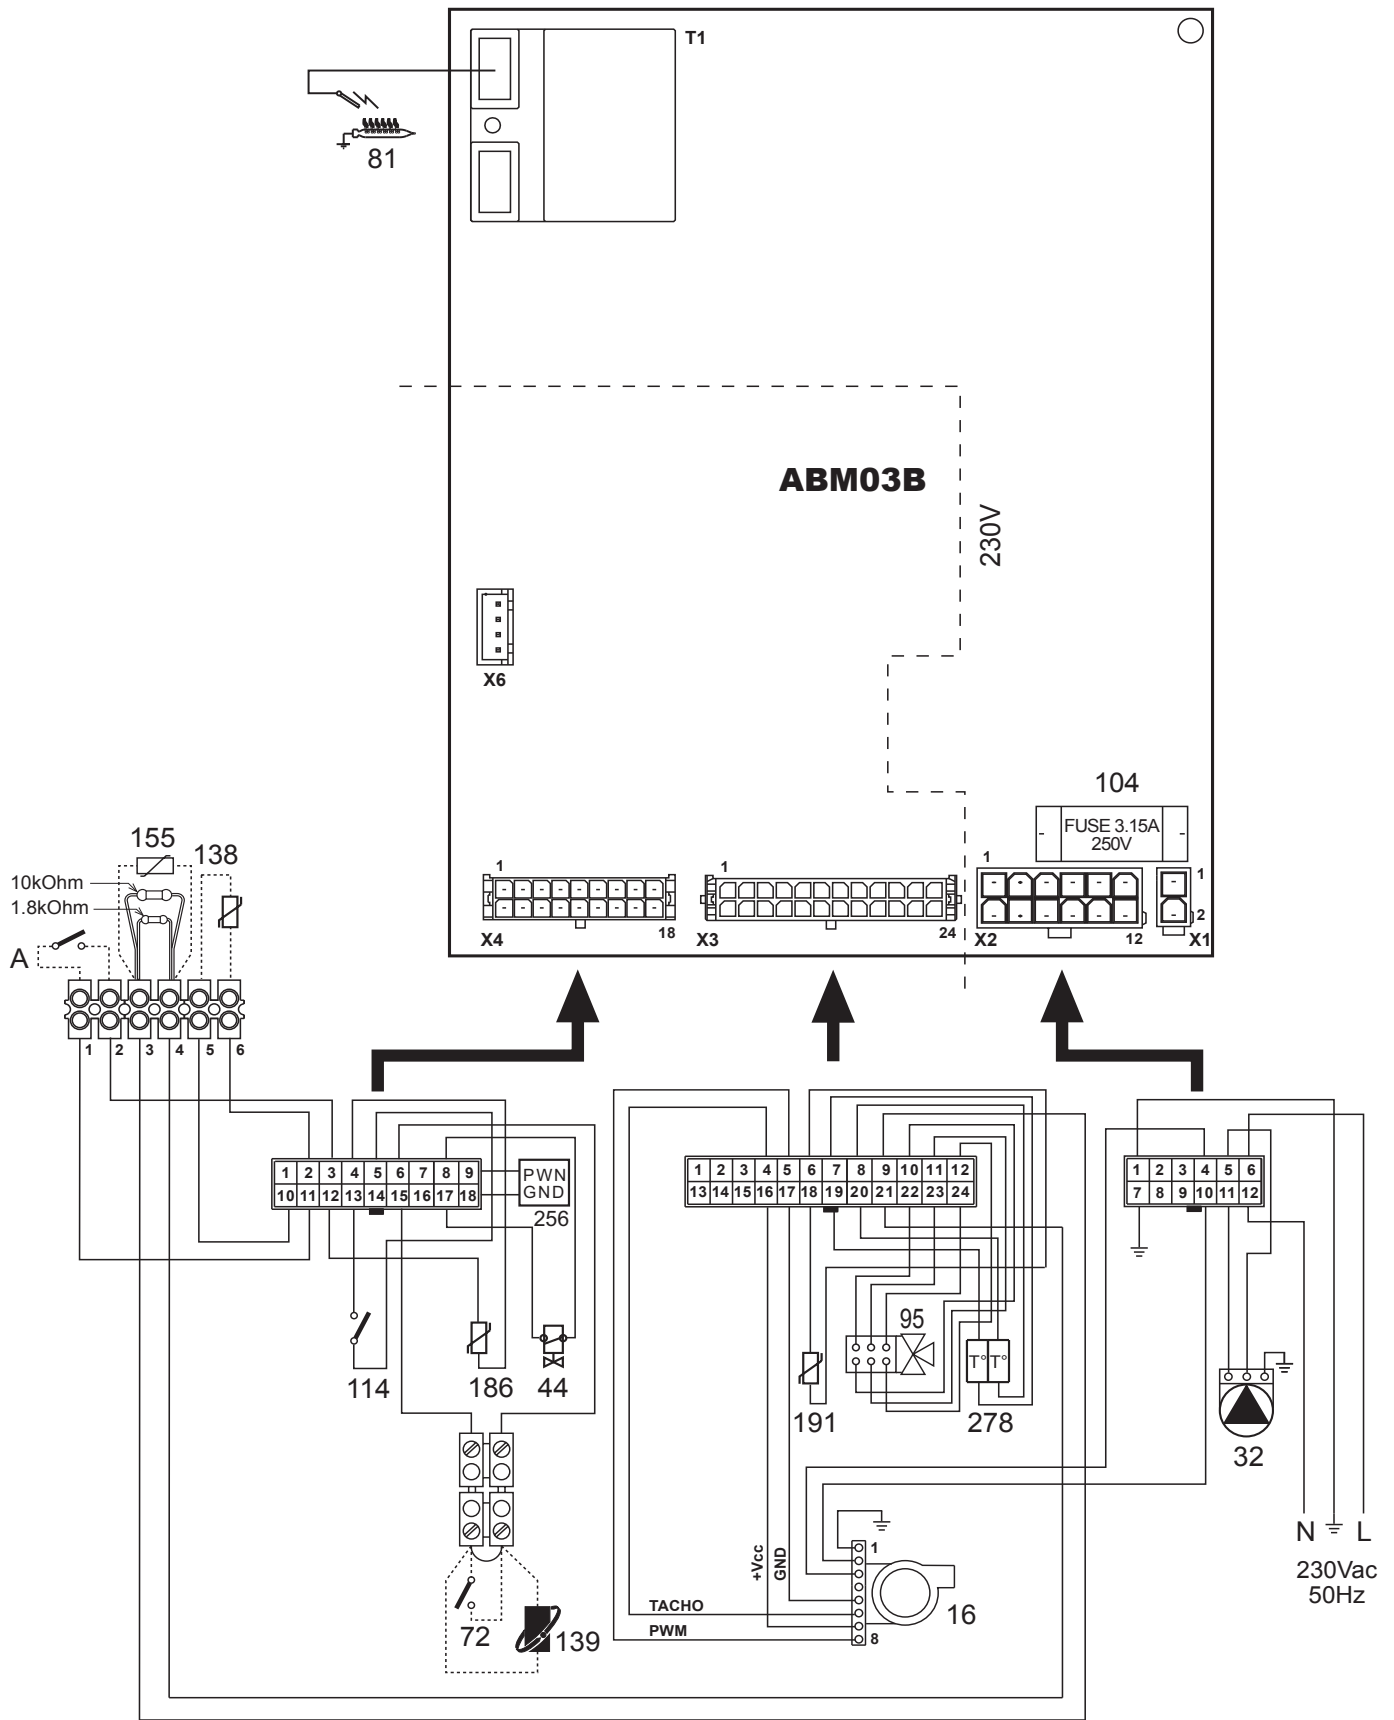 T1
81
ABM03B
230V
X6
104
FUSE 3.15A
250V
1
1
1
1
2
X4
18
X3
24
X2
12
X1
155
138
10kOhm
1.8kOhm
A
1 2 3 4 5 6
1 2 3 4 5 6 7 8 9
10 11 12 13 14 15 16 17 18
PWN
GND
256
1 2 3 4 5 6 7 8 9 10 11 12
13 14 15 16 17 18 19 20 21 22 23 24
1 2 3 4 5 6
7 8 9 10 11 12
114
186
44
191
95
T° T°
278
32
N L
230Vac
50Hz
+Vcc
GND
TACHO
PWM
1
8
16
72
139